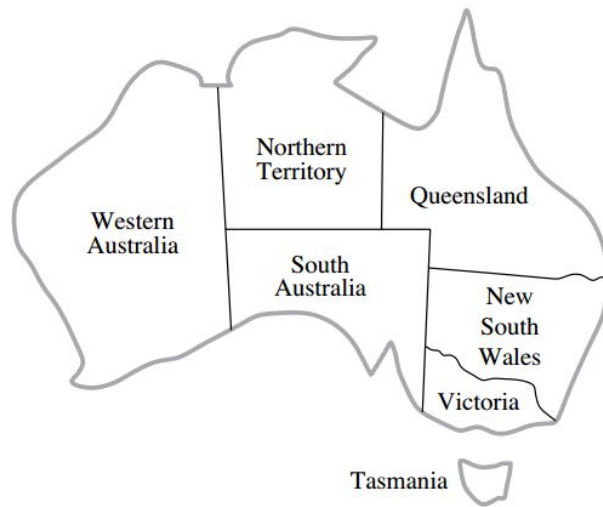 Northern
Territory
Queensland
Western
Australia
South
Australia
New
South
Wales
Victoria
Tasmania